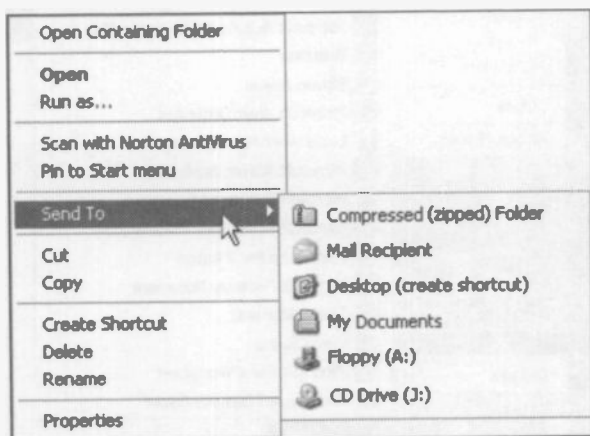 Open Containing Folder
Open
Run as...
Scan with Norton AntiVirus
Pin to Start menu
Send To
Cut
Copy
Create Shortcut
Delete
Rename
Properties
Compressed (zipped) Folder
Mail Recipient
Desktop (create shortcut)
My Documents
Floppy (A:)
CD Drive (J:)